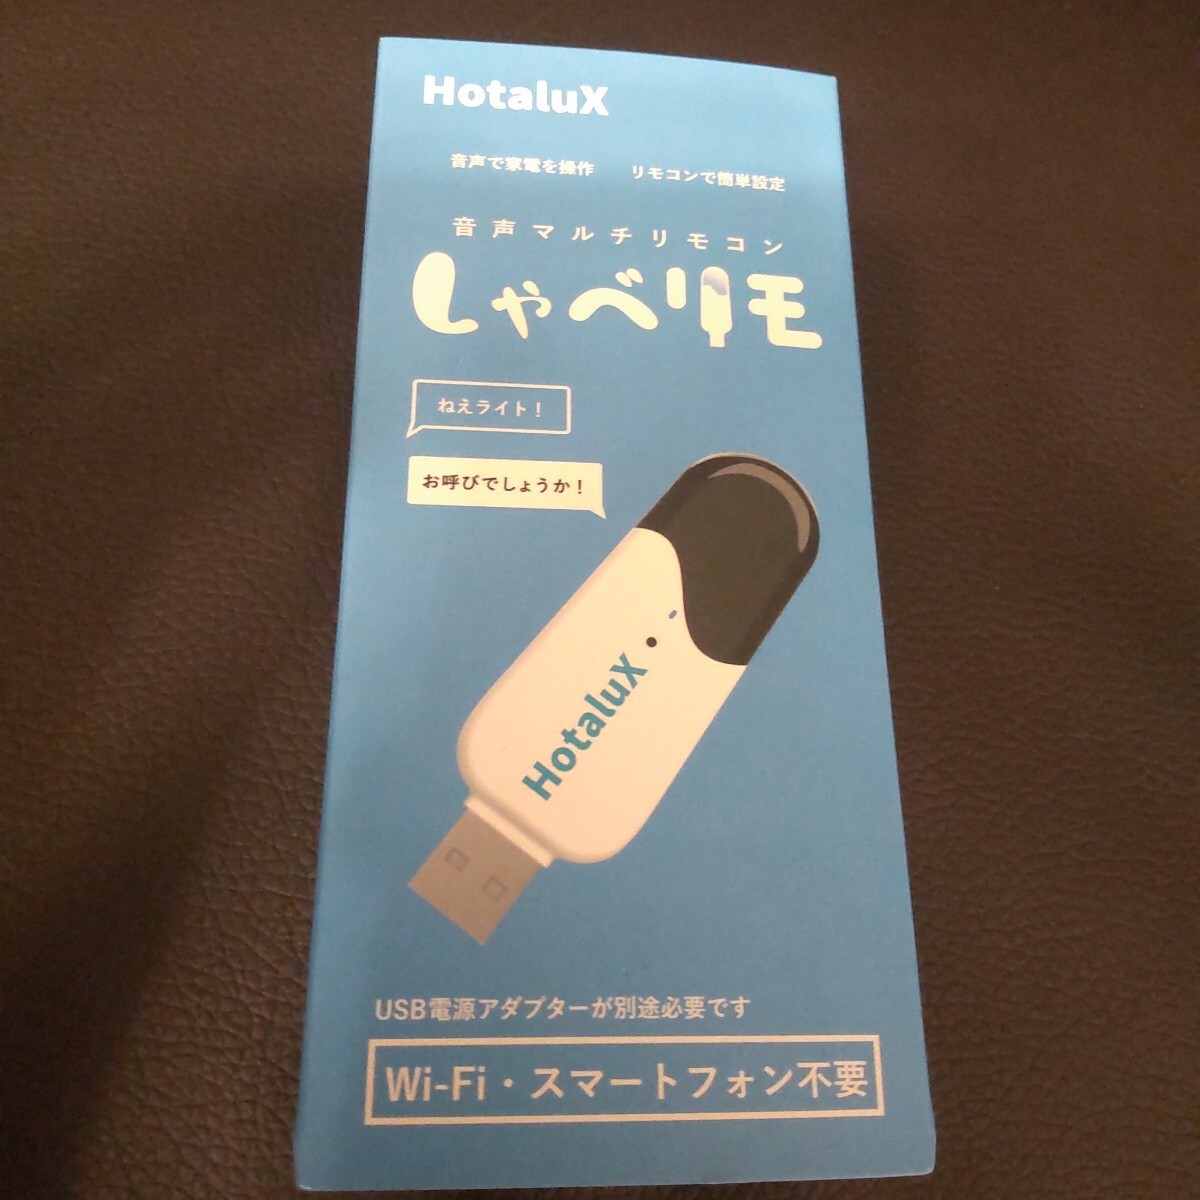 HotaluX
音声で家電を操作　リモコンで簡単設定
音声マルチリモコン
しゃべリモ
ねえライト！
お呼びでしょうか！
HotaluX
USB電源アダプターが別途必要です
Wi-Fi・スマートフォン不要